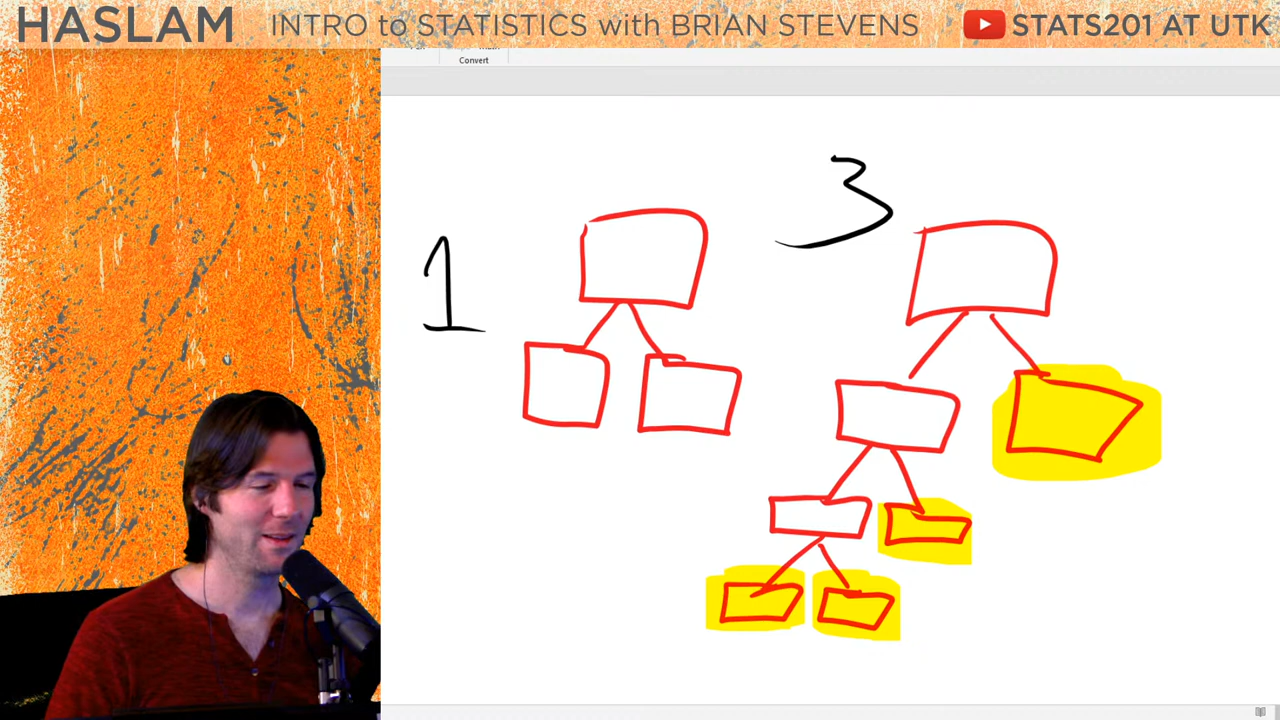 HASLAM INTRO to STATISTICS with BRIAN STEVENS STATS201 AT UTK
Convert
3
1